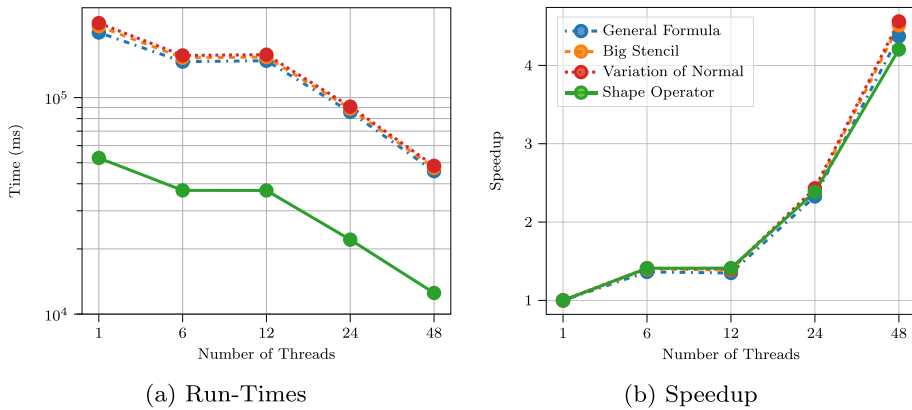 10^5
10^4
Time (ms)
1 6 12 24 48
Number of Threads
(a) Run-Times
General Formula
Big Stencil
Variation of Normal
Shape Operator
4
3
2
1
Speedup
1 6 12 24 48
Number of Threads
(b) Speedup